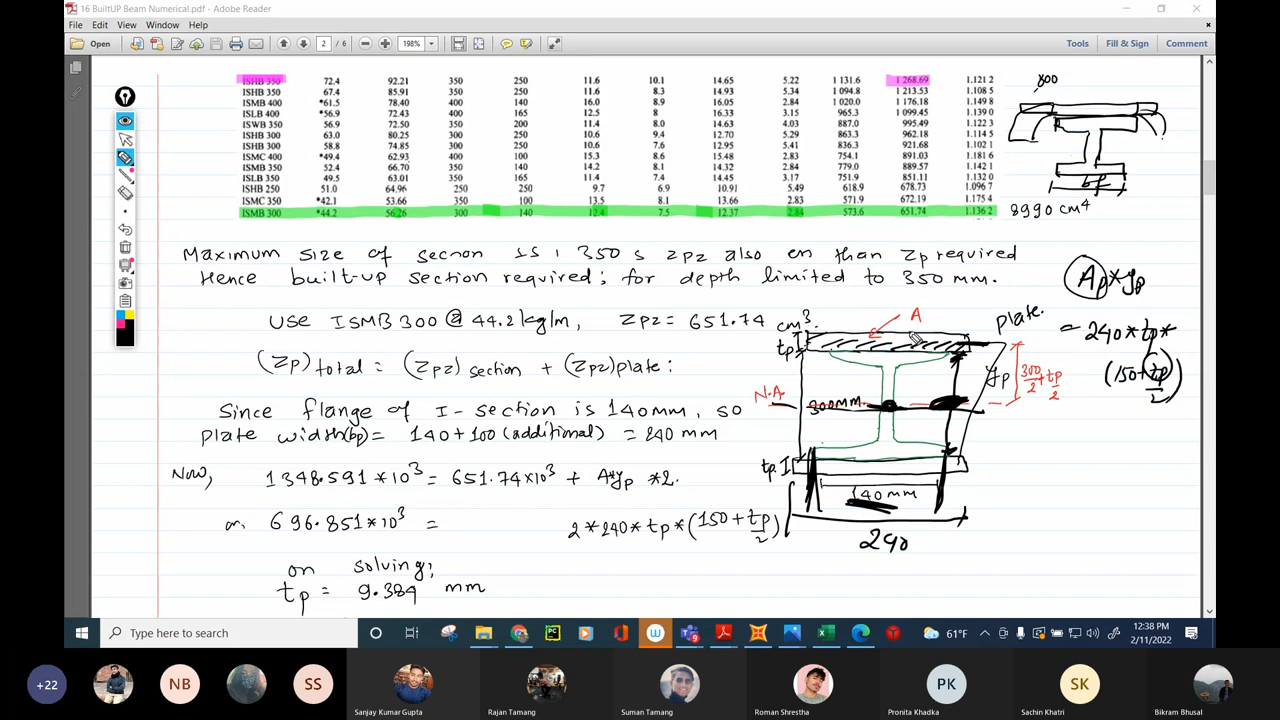 16 BuiltUP Beam Numerical.pdf - Adobe Reader
File Edit View Window Help
Open 2 / 6 198% Tools Fill & Sign Comment
ISHB 350 72.4 92.21 350 250 11.6 10.1 14.65 5.22 1 131.6 1 268.69 1.121 2
ISHB 350 67.4 85.91 350 250 11.6 8.3 14.93 5.34 1 094.8 1 213.53 1.108 5
ISMB 400 *61.5 78.40 400 140 16.0 8.9 16.05 2.84 1 020.0 1 176.18 1.149 8
ISLB 400 *56.9 72.43 400 165 12.5 8 16.33 3.15 965.3 1 099.45 1.139 0
ISWB 350 56.9 72.50 350 200 11.4 8.0 14.63 4.03 887.0 995.49 1.122 3
ISHB 300 63.0 80.25 300 250 10.6 9.4 12.70 5.29 863.3 962.18 1.114 5
ISHB 300 58.8 74.85 300 250 10.6 7.6 12.95 5.41 836.3 921.68 1.102 1
ISMC 400 *49.4 62.93 400 100 15.3 8.6 15.48 2.83 754.1 891.03 1.181 6
ISMB 350 52.4 66.70 350 140 14.2 8.1 14.32 2.84 779.0 889.57 1.142 1
ISLB 350 49.5 63.01 350 165 11.4 7.4 14.45 3.17 751.9 851.11 1.132 0
ISHB 250 51.0 64.96 250 250 9.7 6.9 10.91 5.49 618.9 678.73 1.096 7
ISMC 350 *42.1 53.66 350 100 13.5 8.1 13.66 2.83 571.9 672.19 1.175 4
ISMB 300 *44.2 56.26 300 140 12.4 7.5 12.37 2.84 573.6 651.74 1.136 2
bf
8990 cm⁴
Maximum size of 350 s zpz also than Zp required
Hence built-up section required; for depth limited to 350 mm.
Ap*yp
USE ISMB 300 @ 44.2 kg/m, Zpz = 651.74 cm³.
A
plate.
= 240*tp*
(150+tp/2)
tp
yp
300/2+tp/2
(Zp)total = (Zpz) section + (Zpz)plate:
N.A.
300mm
Since flange of I-section is 140mm, so
plate width(bp) = 140+100 (additional) = 240 mm
Now, 1348.591*10³ = 651.74×10³ + A*yp *2.
tp
140 mm
or, 696.851*10³ = 2*240*tp*(150+tp/2)
240
on solving;
tp = 9.384 mm
Type here to search
61°F
12:38 PM
2/11/2022
+22
NB
SS
PK
SK
Sanjay Kumar Gupta
Rajan Tamang
Suman Tamang
Roman Shrestha
Pronita Khadka
Sachin Khatri
Bikram Bhusal